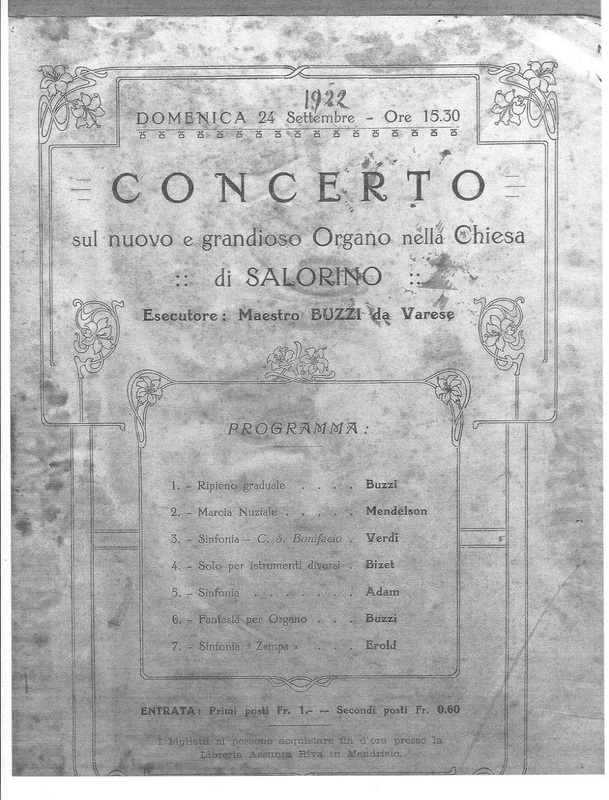 1922
DOMENICA 24 Settembre - Ore 15.30
CONCERTO
sul nuovo e grandioso Organo nella Chiesa
:: di SALORINO ::
Esecutore: Maestro BUZZI da Varese
PROGRAMMA:
1. - Ripieno graduale . . . . Buzzi
2. - Marcia Nuziale . . . . . Mendelson
3. - Sinfonia - C. S. Bonifacio . Verdi
4. - Solo per istrumenti diversi . Bizet
5. - Sinfonia . . . . . . . Adam
6. - Fantasia per Organo . . . Buzzi
7. - Sinfonia « Zampa » . . . Erold
ENTRATA: Primi posti Fr. 1.- — Secondi posti Fr. 0.60
I biglietti si possono acquistare fin d'ora presso la
Libreria Assunta Riva in Mendrisio.